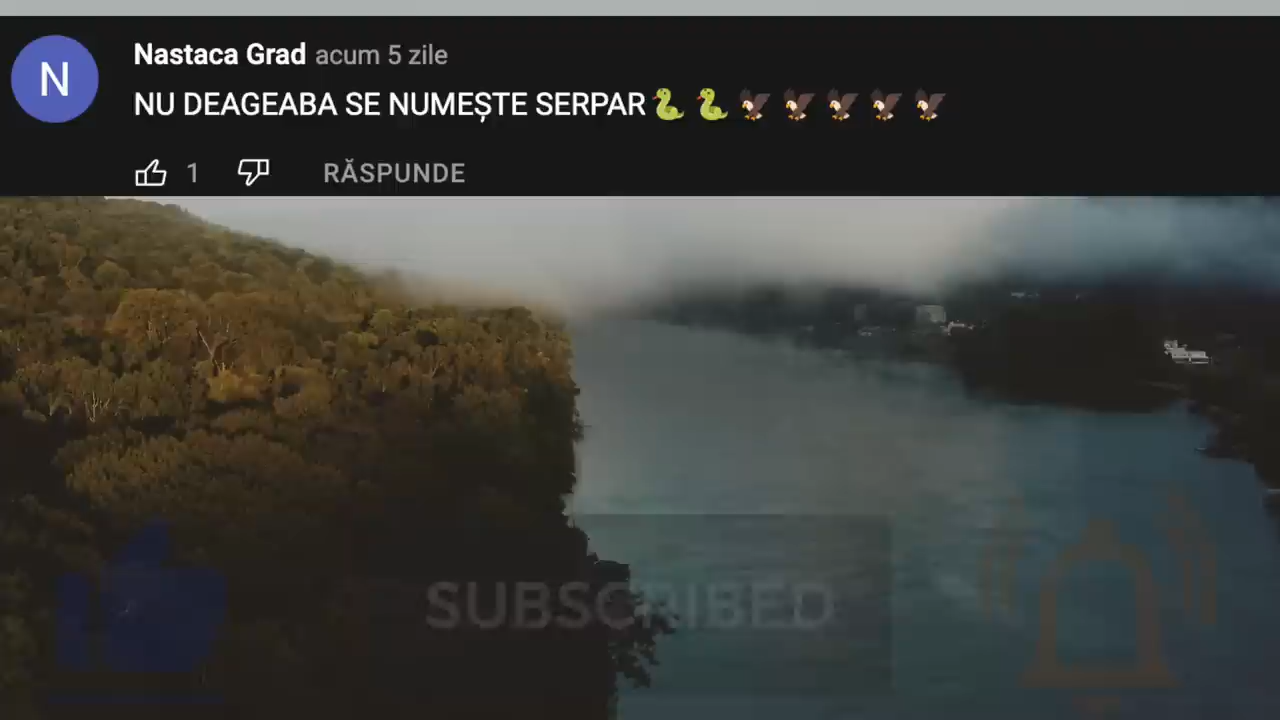 N
Nastaca Grad acum 5 zile
NU DEAGEABA SE NUMEȘTE SERPAR🐍🐍🦅🦅🦅🦅🦅
1 RĂSPUNDE
SUBSCRIBED